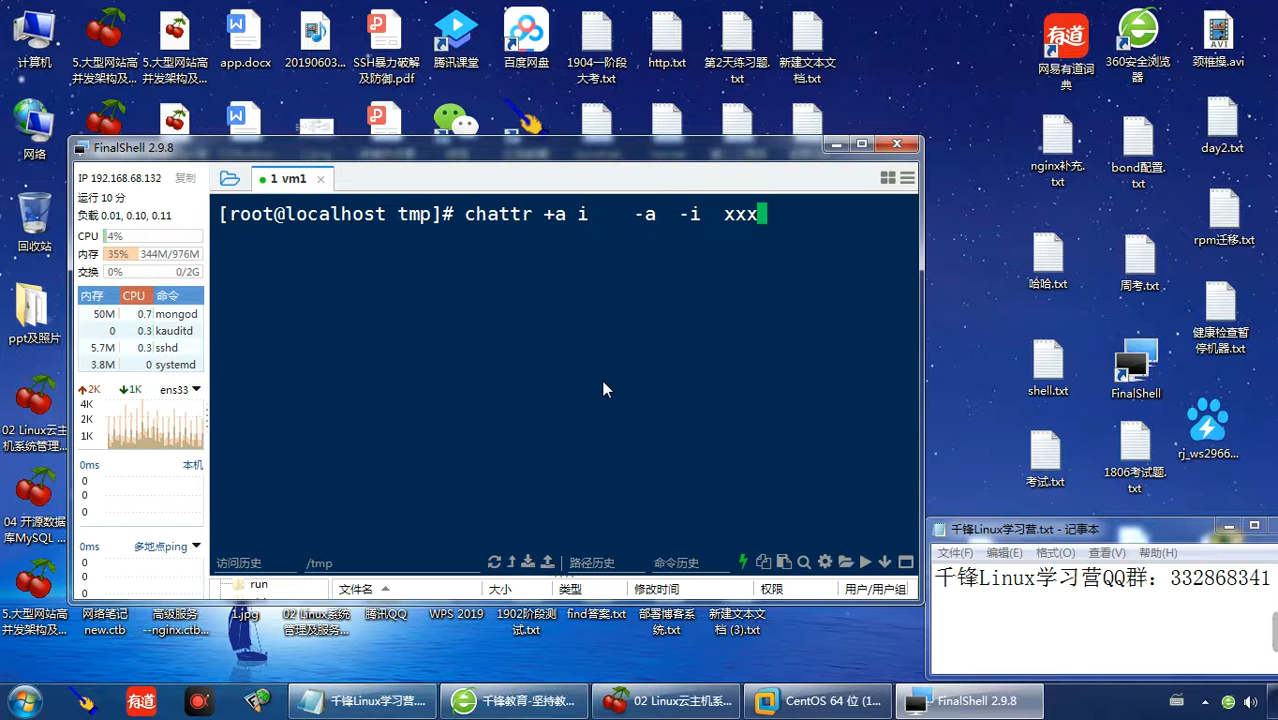 计算机
5.大型网站高
并发架构及...
5.大型网站高
并发架构及...
app.docx
20190603...
SSH暴力破解
及防御.pdf
腾讯课堂
百度网盘
1904一阶段
大考.txt
http.txt
第2天练习题.
txt
新建文本文
档.txt
有道
网易有道词
典
360安全浏览
器
AVI
颈椎操.avi
网络
回收站
ppt及照片
02 Linux云主
机系统管理...
04 开源数据
库MySQL ...
5.大型网站高
并发架构及...
nginx补充.
txt
bond配置
.txt
day2.txt
rpm迁移.txt
哈哈.txt
周考.txt
健康检查暂
停机器.txt
shell.txt
FinalShell
rj_ws2966...
考试.txt
1806考试题.
txt
FinalShell 2.9.8
IP 192.168.68.132 复制
运行 10 分
负载 0.01, 0.10, 0.11
CPU 4%
内存 35% 344M/976M
交换 0% 0/2G
内存 CPU 命令
50M 0.7 mongod
0 0.3 kauditd
5.7M 0.3 sshd
3.8M 0 systemd
2K 1K ens33
4K
2K
1K
0ms 本机
0
0
0
0ms 多地点ping
0
0
1 vm1
[root@localhost tmp]# chattr +a i    -a  -i  xxx
访问历史 /tmp 路径历史 命令历史
run
文件名 大小 类型 修改时间 权限 用户/用户组
网络笔记
new.ctb
高级服务
--nginx.ctb...
1.jpg
02 Linux系统
管理及服务...
腾讯QQ
WPS 2019
1902阶段测
试.txt
find答案.txt
部署博客系
统.txt
新建文本文
档 (3).txt
千锋Linux学习营.txt - 记事本
文件(F) 编辑(E) 格式(O) 查看(V) 帮助(H)
千锋Linux学习营QQ群：332868341
有道
千锋Linux学习营....
千锋教育-坚持教...
02 Linux云主机系...
CentOS 64 位 (1...
FinalShell 2.9.8